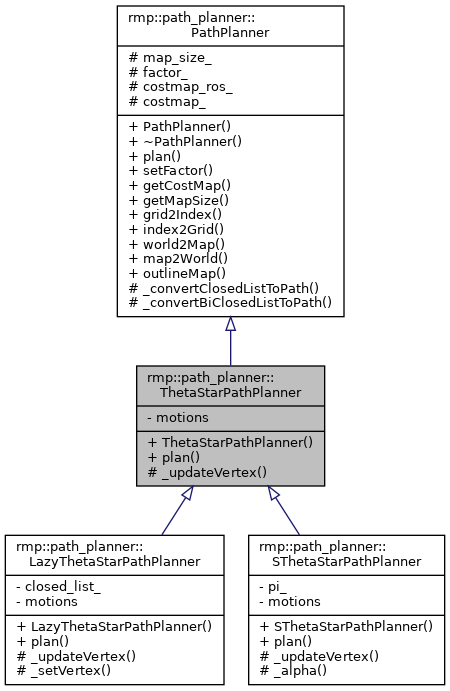 rmp::path_planner::
PathPlanner
# map_size_
# factor_
# costmap_ros_
# costmap_
+ PathPlanner()
+ ~PathPlanner()
+ plan()
+ setFactor()
+ getCostMap()
+ getMapSize()
+ grid2Index()
+ index2Grid()
+ world2Map()
+ map2World()
+ outlineMap()
# _convertClosedListToPath()
# _convertBiClosedListToPath()
rmp::path_planner::
ThetaStarPathPlanner
- motions
+ ThetaStarPathPlanner()
+ plan()
# _updateVertex()
rmp::path_planner::
LazyThetaStarPathPlanner
- closed_list_
- motions
+ LazyThetaStarPathPlanner()
+ plan()
# _updateVertex()
# _setVertex()
rmp::path_planner::
SThetaStarPathPlanner
- pi_
- motions
+ SThetaStarPathPlanner()
+ plan()
# _updateVertex()
# _alpha()